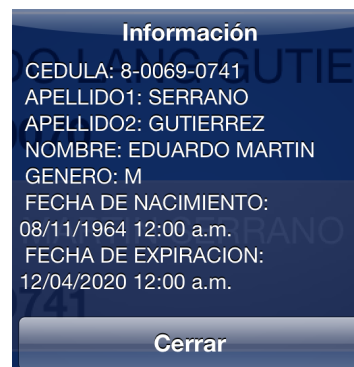 Información
CEDULA: 8-0069-0741
APELLIDO1: SERRANO
APELLIDO2: GUTIERREZ
NOMBRE: EDUARDO MARTIN
GENERO: M
FECHA DE NACIMIENTO:
08/11/1964 12:00 a.m.
FECHA DE EXPIRACION:
12/04/2020 12:00 a.m.
Cerrar